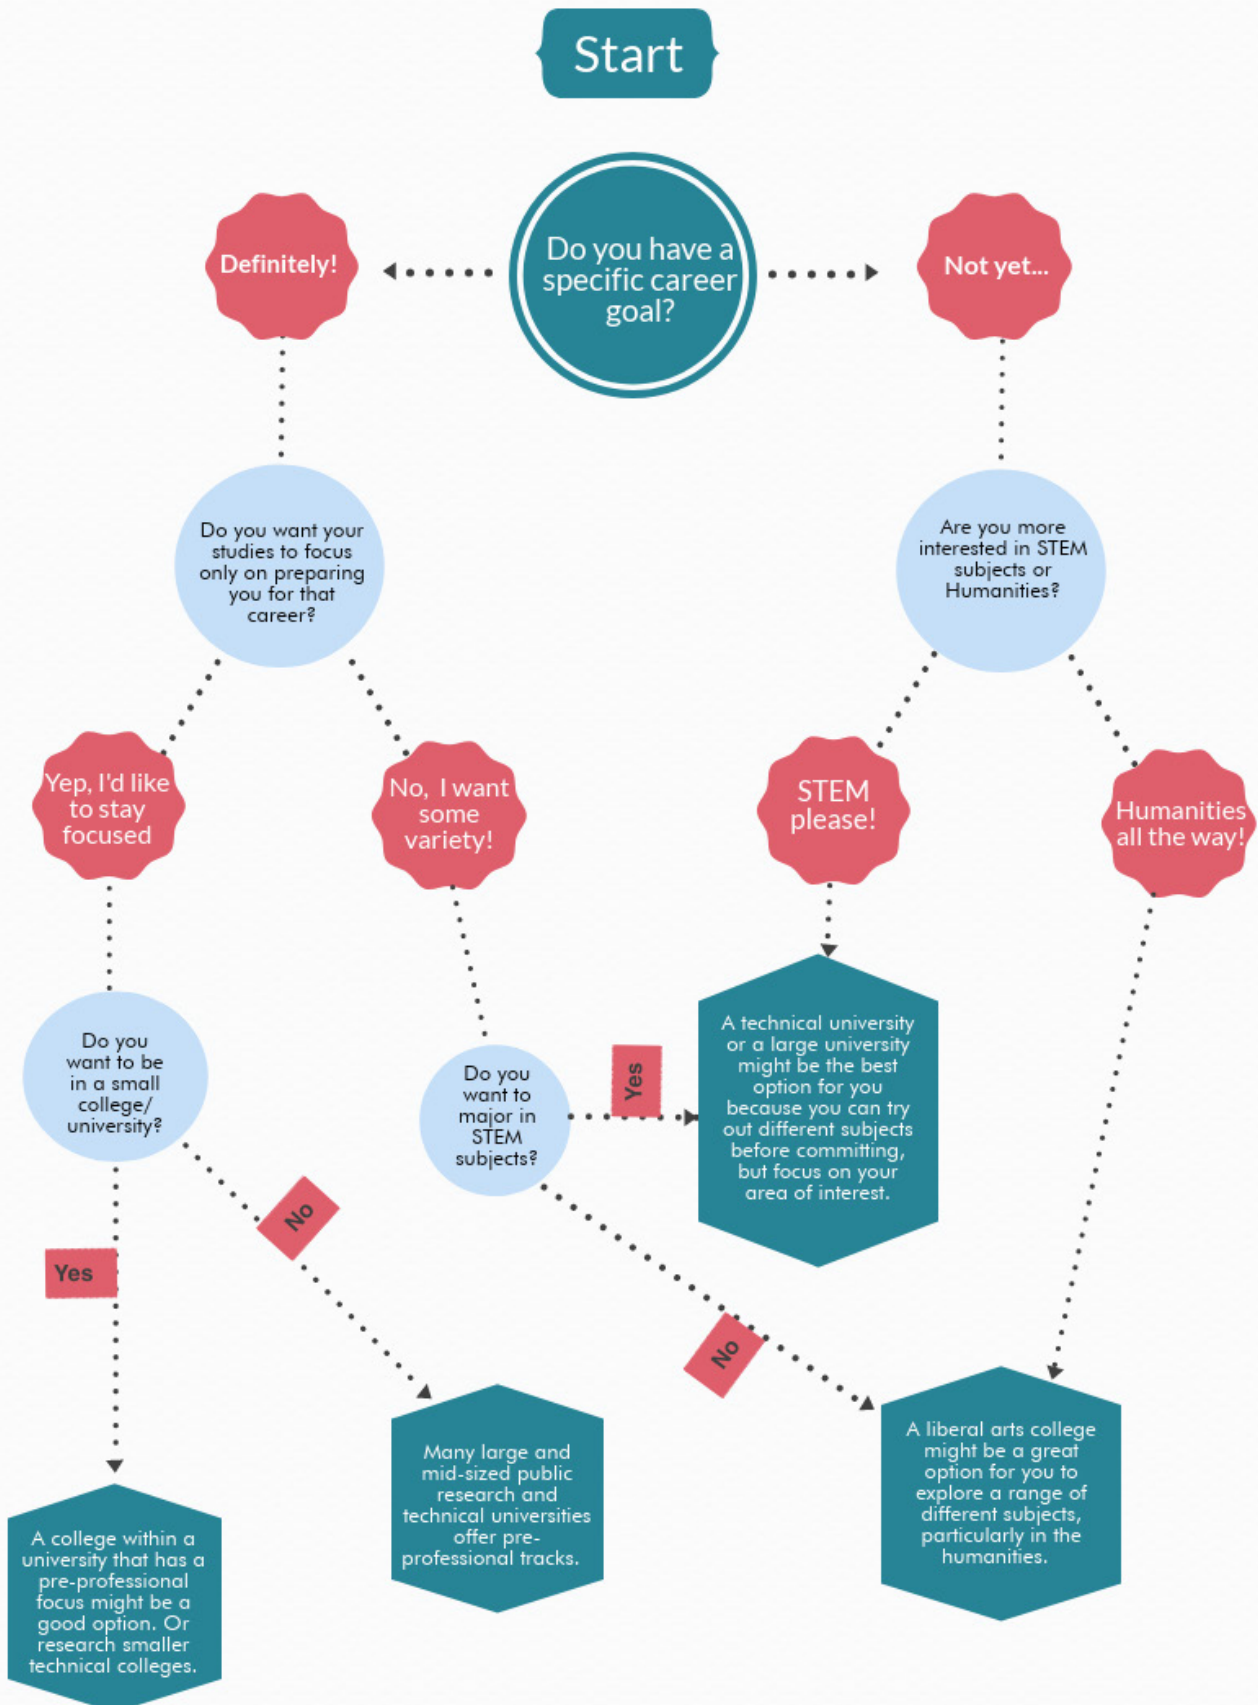 Start
Do you have a
specific career
goal?
Definitely!
Not yet...
Do you want your
studies to focus
only on preparing
you for that
career?
Are you more
interested in STEM
subjects or
Humanities?
Yep, I'd like
to stay
focused
No, I want
some
variety!
STEM
please!
Humanities
all the way!
Do you
want to be
in a small
college/
university?
Do you
want to
major in
STEM
subjects?
Yes
A technical university
or a large university
might be the best
option for you
because you can try
out different subjects
before committing,
but focus on your
area of interest.
No
Yes
No
Many large and
mid-sized public
research and
technical universities
offer pre-
professional tracks.
A liberal arts college
might be a great
option for you to
explore a range of
different subjects,
particularly in the
humanities.
A college within a
university that has a
pre-professional
focus might be a
good option. Or
research smaller
technical colleges.